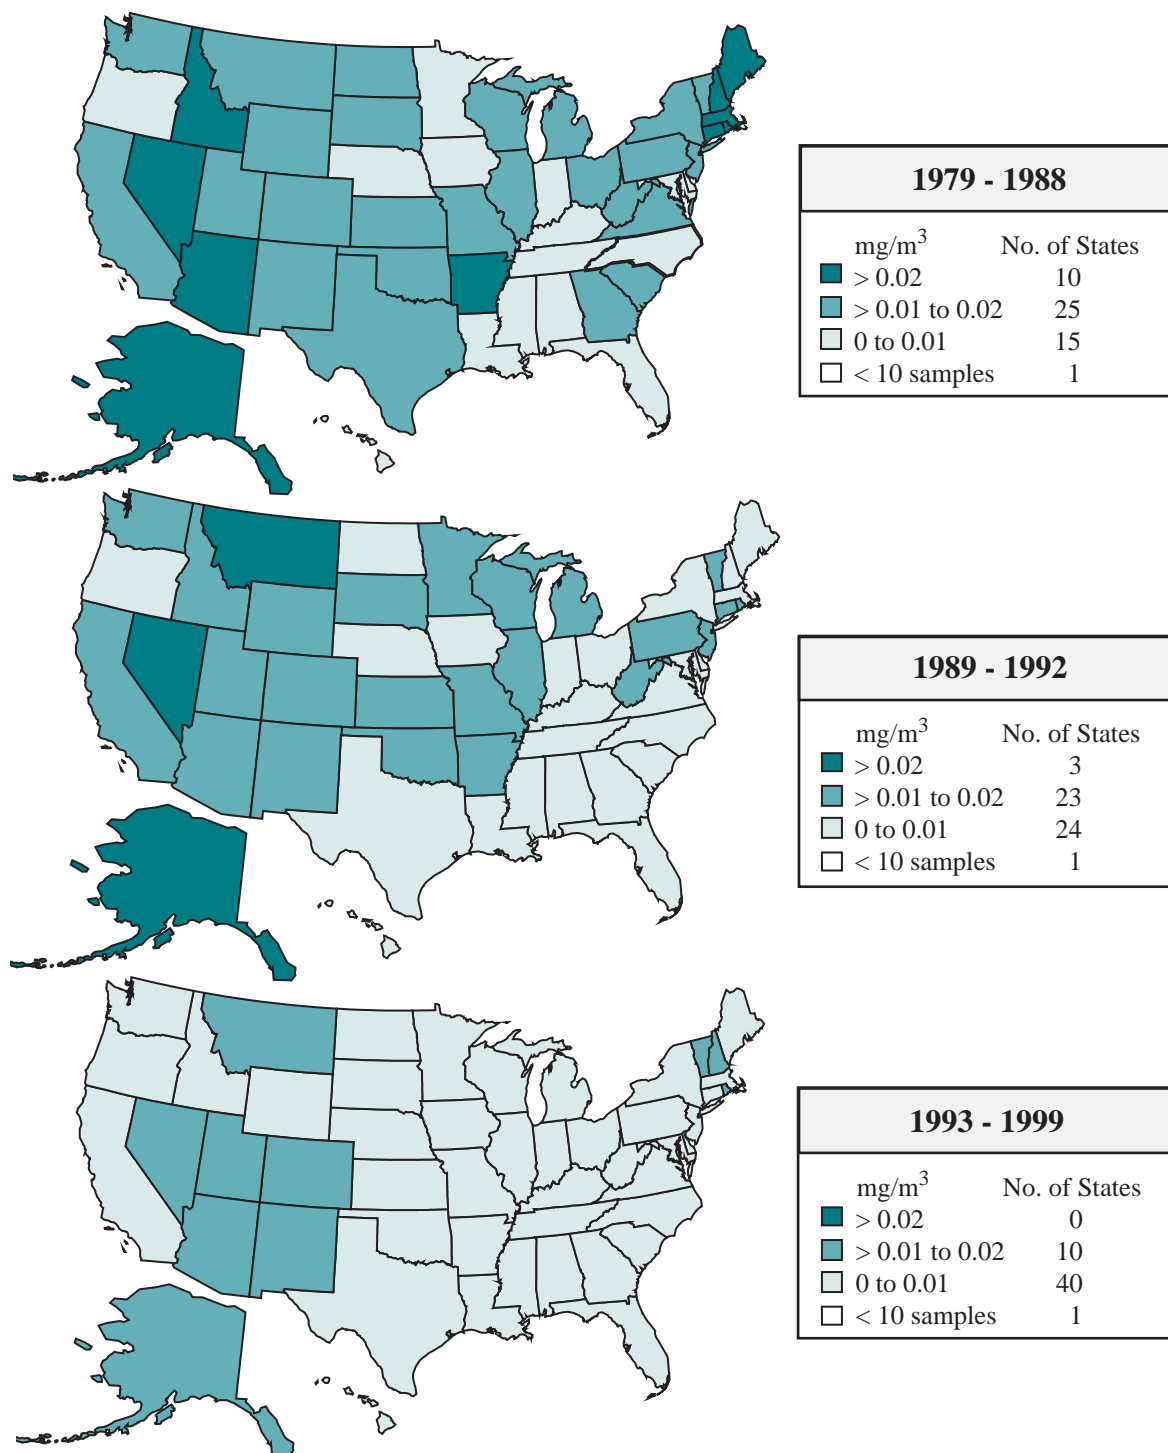 1979 - 1988
mg/m³ No. of States
> 0.02 10
> 0.01 to 0.02 25
0 to 0.01 15
< 10 samples 1
1989 - 1992
mg/m³ No. of States
> 0.02 3
> 0.01 to 0.02 23
0 to 0.01 24
< 10 samples 1
1993 - 1999
mg/m³ No. of States
> 0.02 0
> 0.01 to 0.02 10
0 to 0.01 40
< 10 samples 1